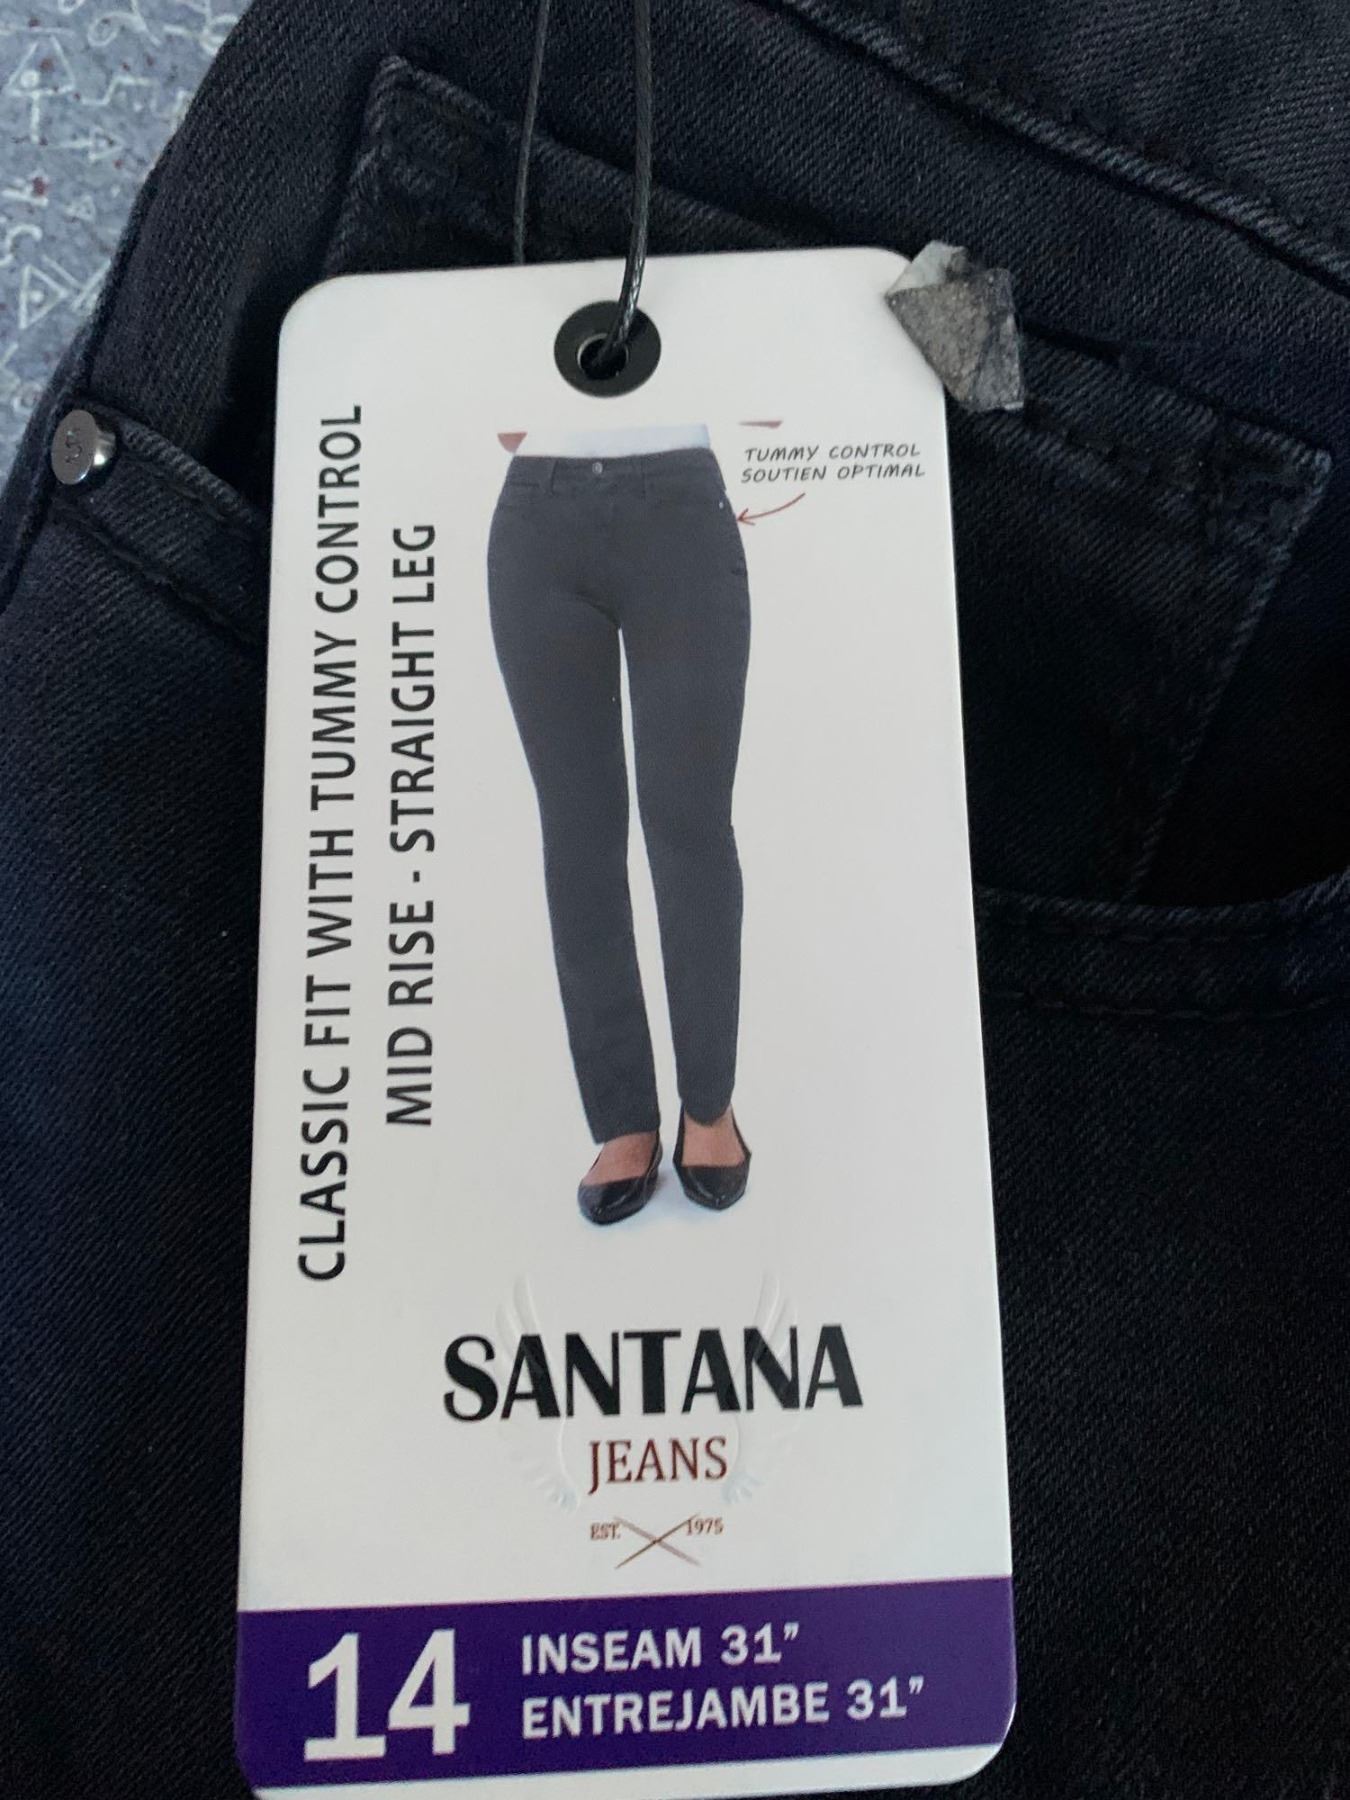 TUMMY CONTROL
SOUTIEN OPTIMAL
CLASSIC FIT WITH TUMMY CONTROL
MID RISE - STRAIGHT LEG
SANTANA
JEANS
EST. 1975
14
INSEAM 31”
ENTREJAMBE 31”